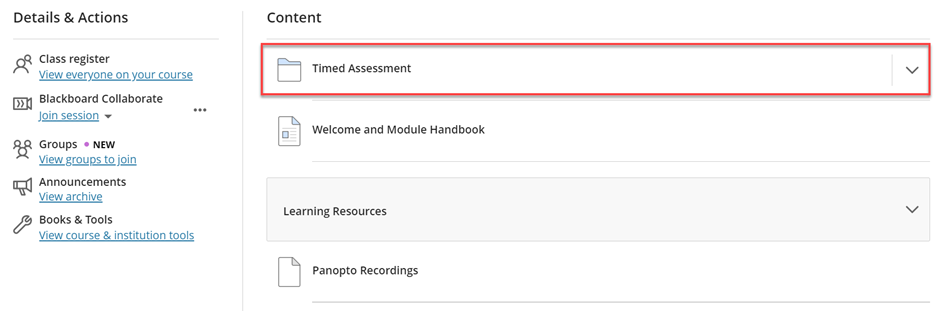 Details & Actions
Class register
View everyone on your course
Blackboard Collaborate
Join session
Groups • NEW
View groups to join
Announcements
View archive
Books & Tools
View course & institution tools
Content
Timed Assessment
Welcome and Module Handbook
Learning Resources
Panopto Recordings